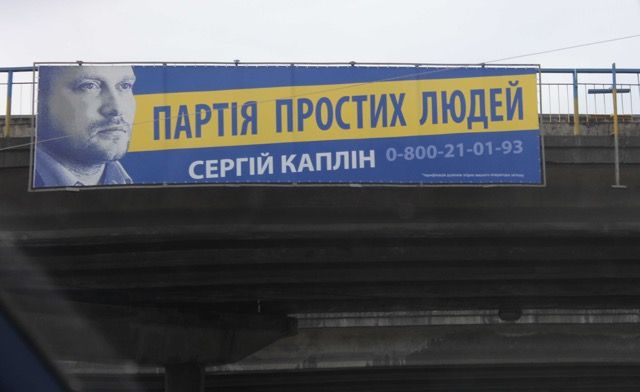 ПАРТІЯ ПРОСТИХ ЛЮДЕЙ
СЕРГІЙ КАПЛІН 0-800-21-01-93